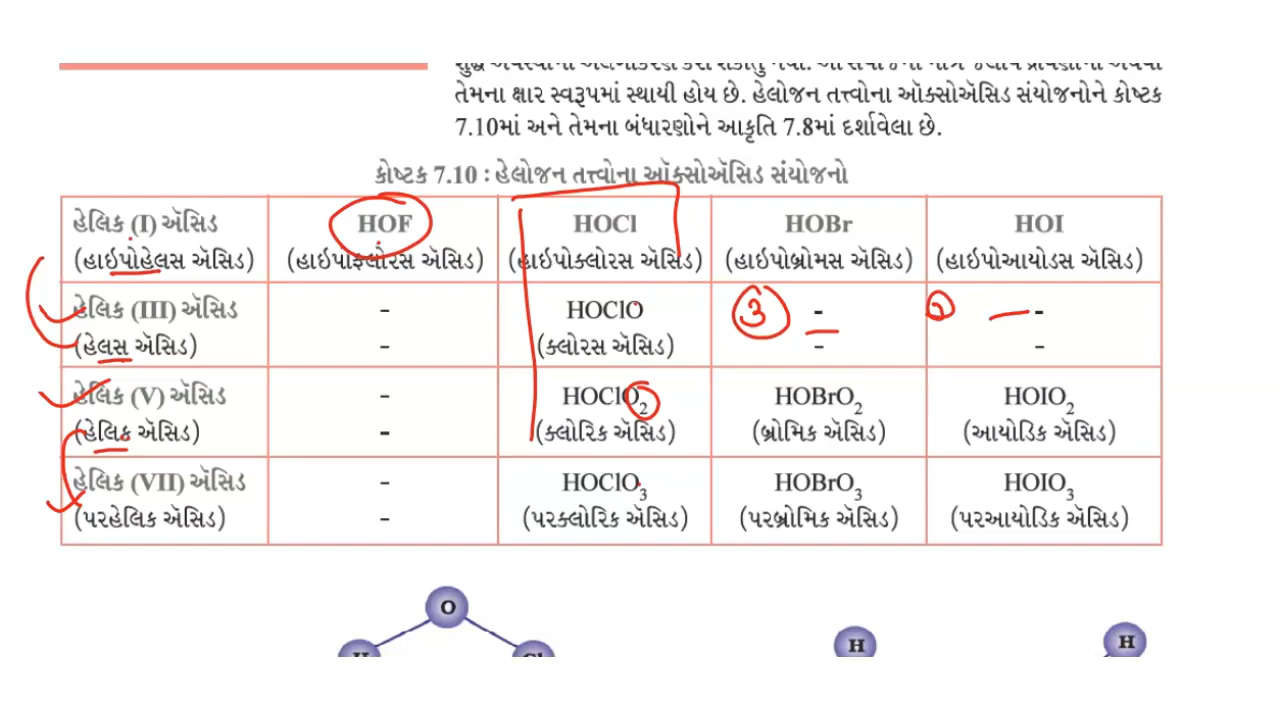 તેમના ક્ષાર સ્વરૂપમાં સ્થાયી હોય છે. હેલોજન તત્ત્વોના ઑક્સોઍસિડ સંયોજનોને કોષ્ટક
7.10માં અને તેમના બંધારણોને આકૃતિ 7.8માં દર્શાવેલા છે.
કોષ્ટક 7.10 : હેલોજન તત્ત્વોના ઑક્સોઍસિડ સંયોજનો
હેલિક (I) ઍસિડ HOF HOCl HOBr HOI
(હાઇપોહેલસ ઍસિડ) (હાઇપોફ્લોરસ ઍસિડ) (હાઇપોક્લોરસ ઍસિડ) (હાઇપોબ્રોમસ ઍસિડ) (હાઇપોઆયોડસ ઍસિડ)
હેલિક (III) ઍસિડ - HOClO 3 - 2 -
(હેલસ ઍસિડ) - (ક્લોરસ ઍસિડ) - -
હેલિક (V) ઍસિડ - HOClO2 HOBrO2 HOIO2
(હેલિક ઍસિડ) - (ક્લોરિક ઍસિડ) (બ્રોમિક ઍસિડ) (આયોડિક ઍસિડ)
હેલિક (VII) ઍસિડ - HOClO3 HOBrO3 HOIO3
(પરહેલિક ઍસિડ) - (પરક્લોરિક ઍસિડ) (પરબ્રોમિક ઍસિડ) (પરઆયોડિક ઍસિડ)
O
H H